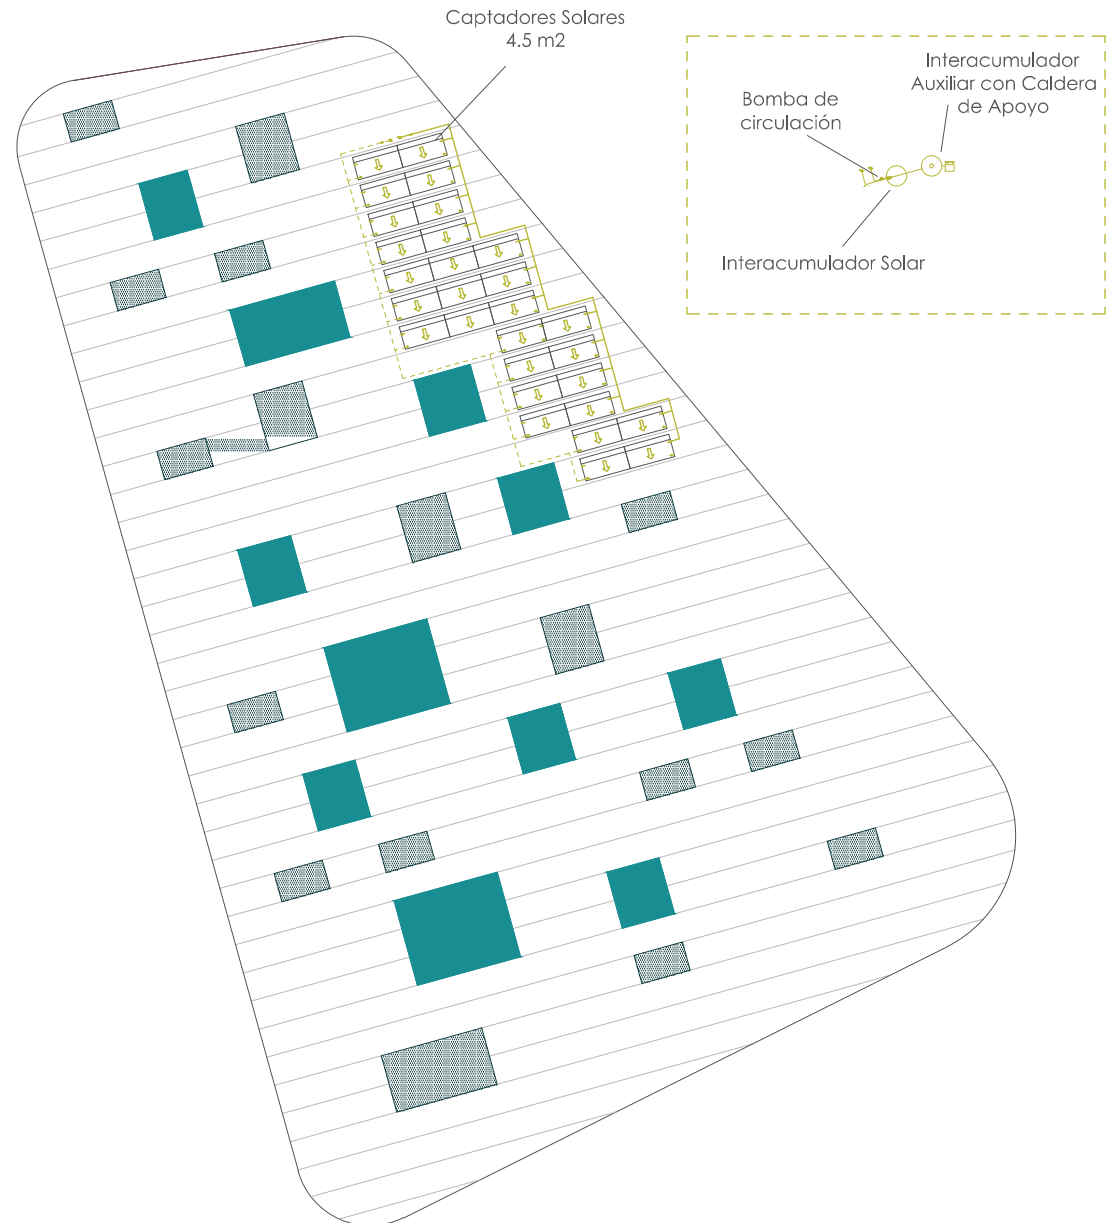 Captadores Solares
4.5 m2
Interacumulador
Auxiliar con Caldera
de Apoyo
Bomba de
circulación
Interacumulador Solar